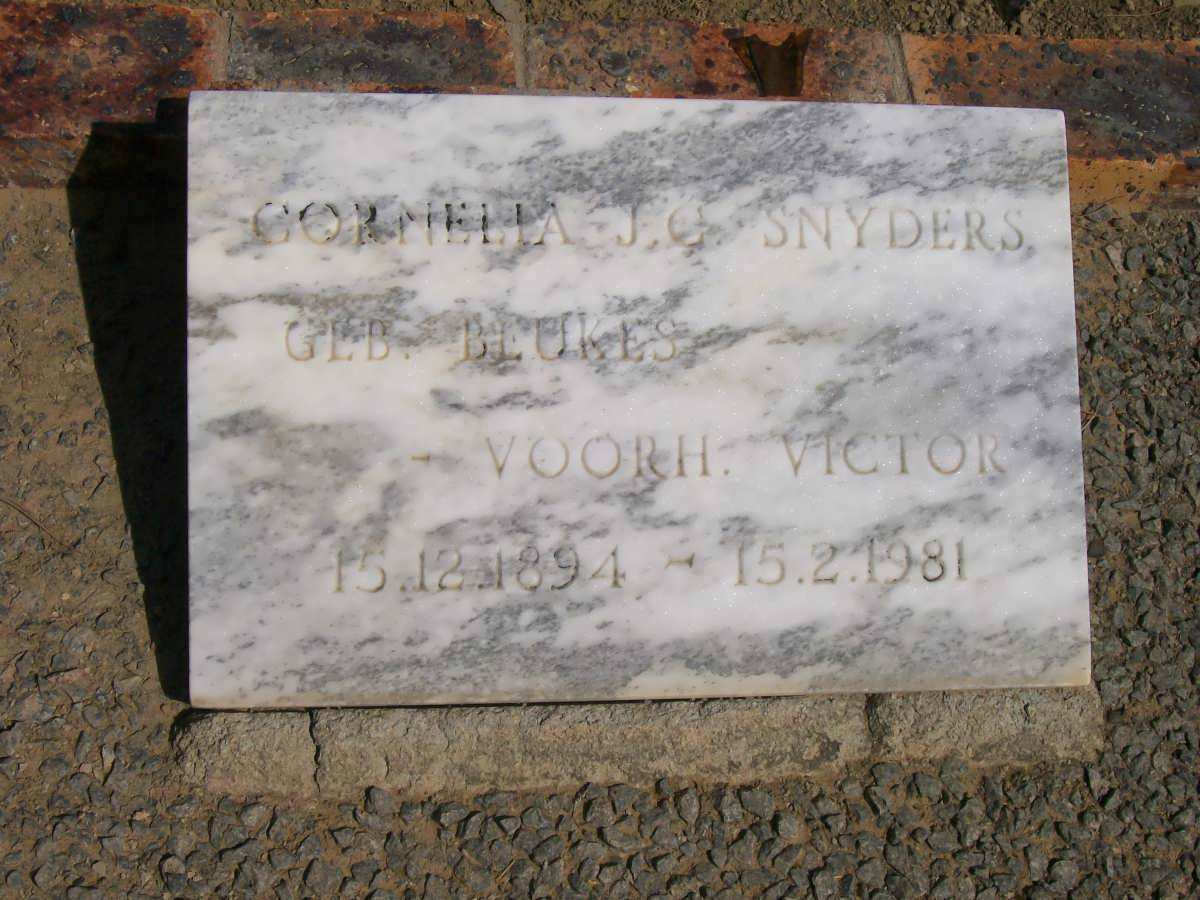 CORNELIA J.C SNYDERS
GEB. BEUKES
- VOORH. VICTOR
15.12.1894 - 15.2.1981